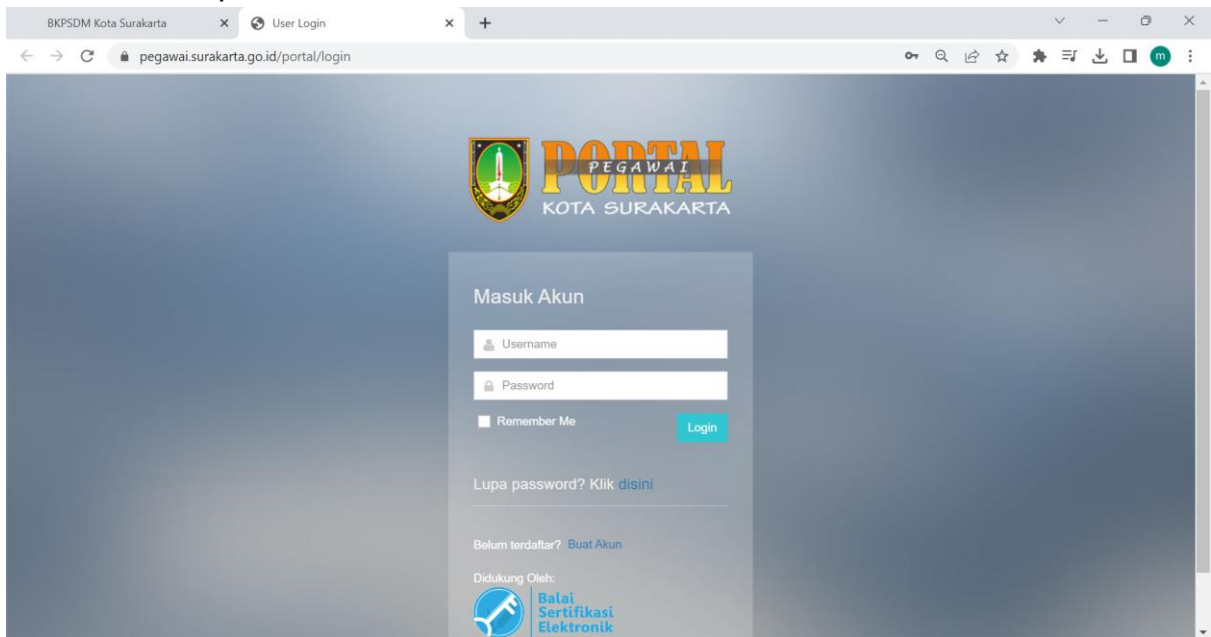 BKPSDM Kota Surakarta
User Login
pegawai.surakarta.go.id/portal/login
m
PORTAL
PEGAWAI
KOTA SURAKARTA
Masuk Akun
Username
Password
Remember Me
Login
Lupa password? Klik disini
Belum terdaftar? Buat Akun
Didukung Oleh:
Balai
Sertifikasi
Elektronik